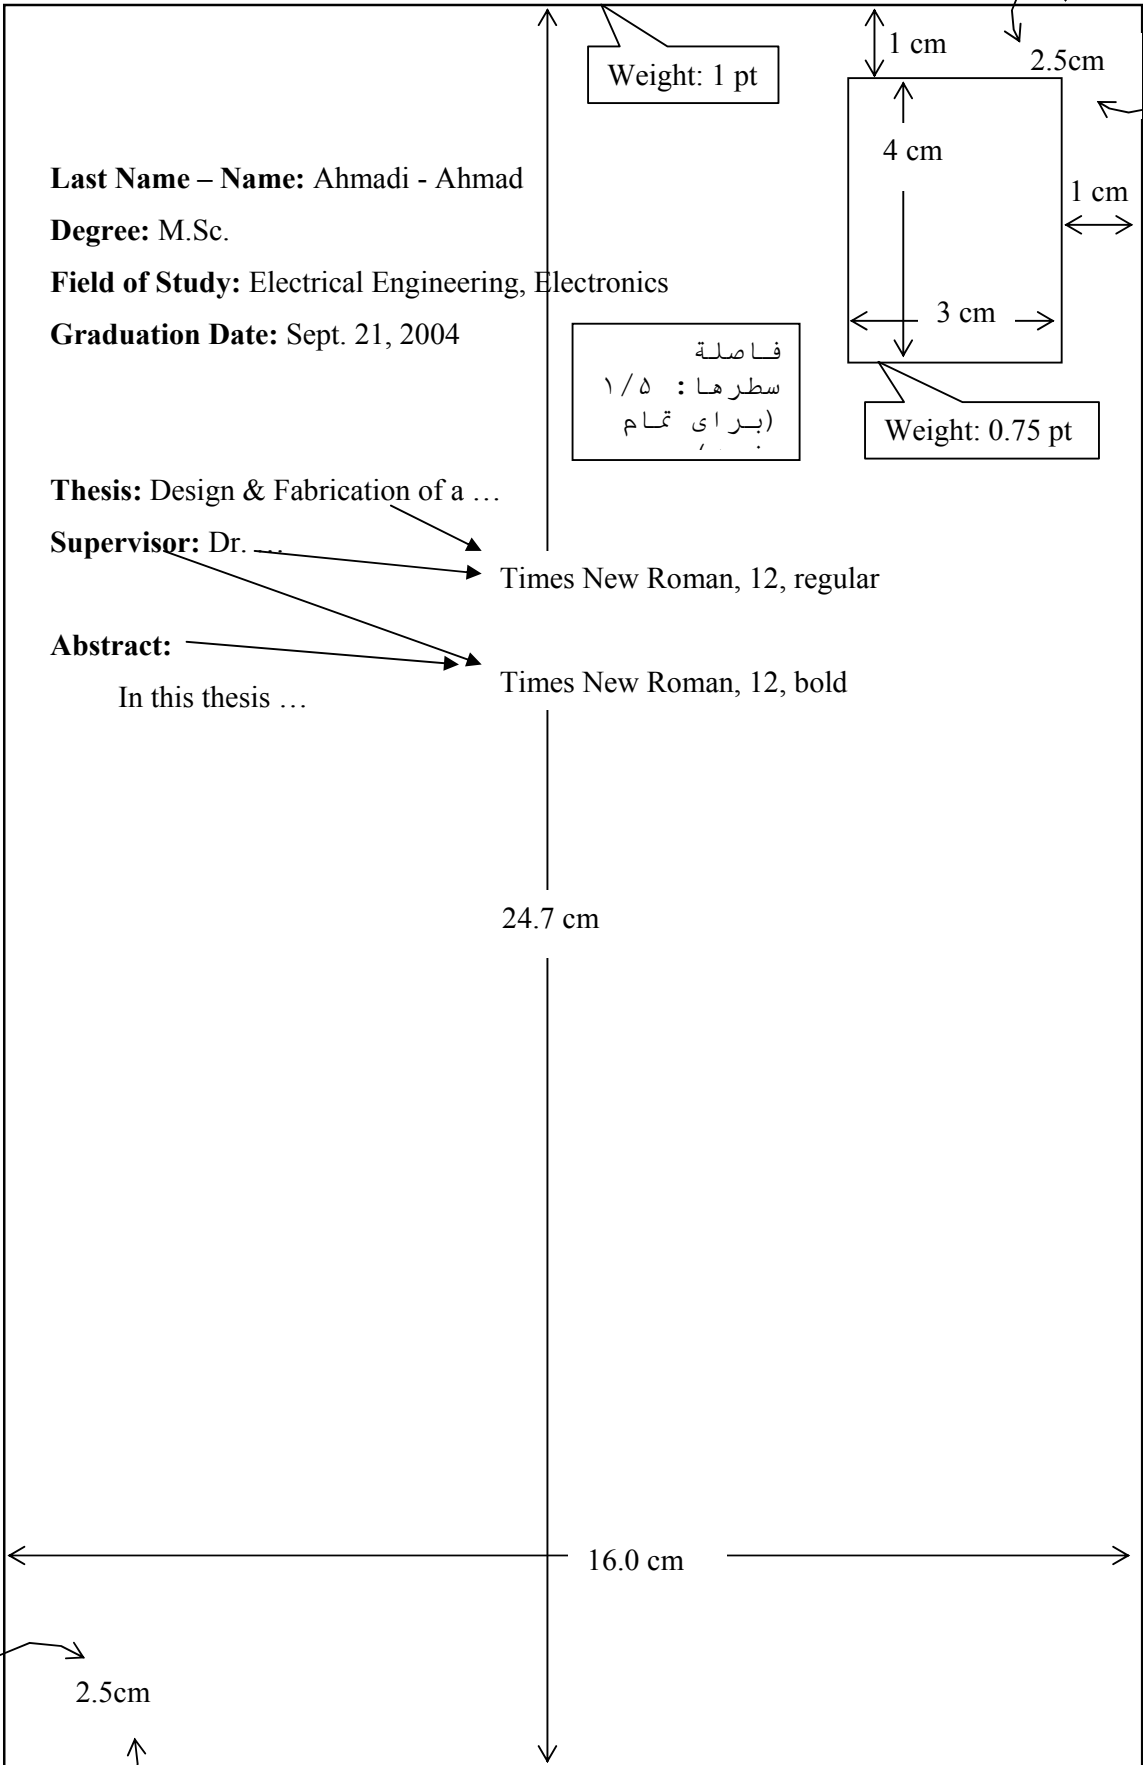 1 cm
2.5cm
Weight: 1 pt
4 cm
Last Name – Name: Ahmadi - Ahmad
1 cm
Degree: M.Sc.
Field of Study: Electrical Engineering, Electronics
3 cm
Graduation Date: Sept. 21, 2004
فاصلة
سطرها: ۱/۵
(برای تمام
Weight: 0.75 pt
Thesis: Design & Fabrication of a …
Supervisor: Dr. …
Times New Roman, 12, regular
Abstract:
Times New Roman, 12, bold
In this thesis …
24.7 cm
16.0 cm
2.5cm